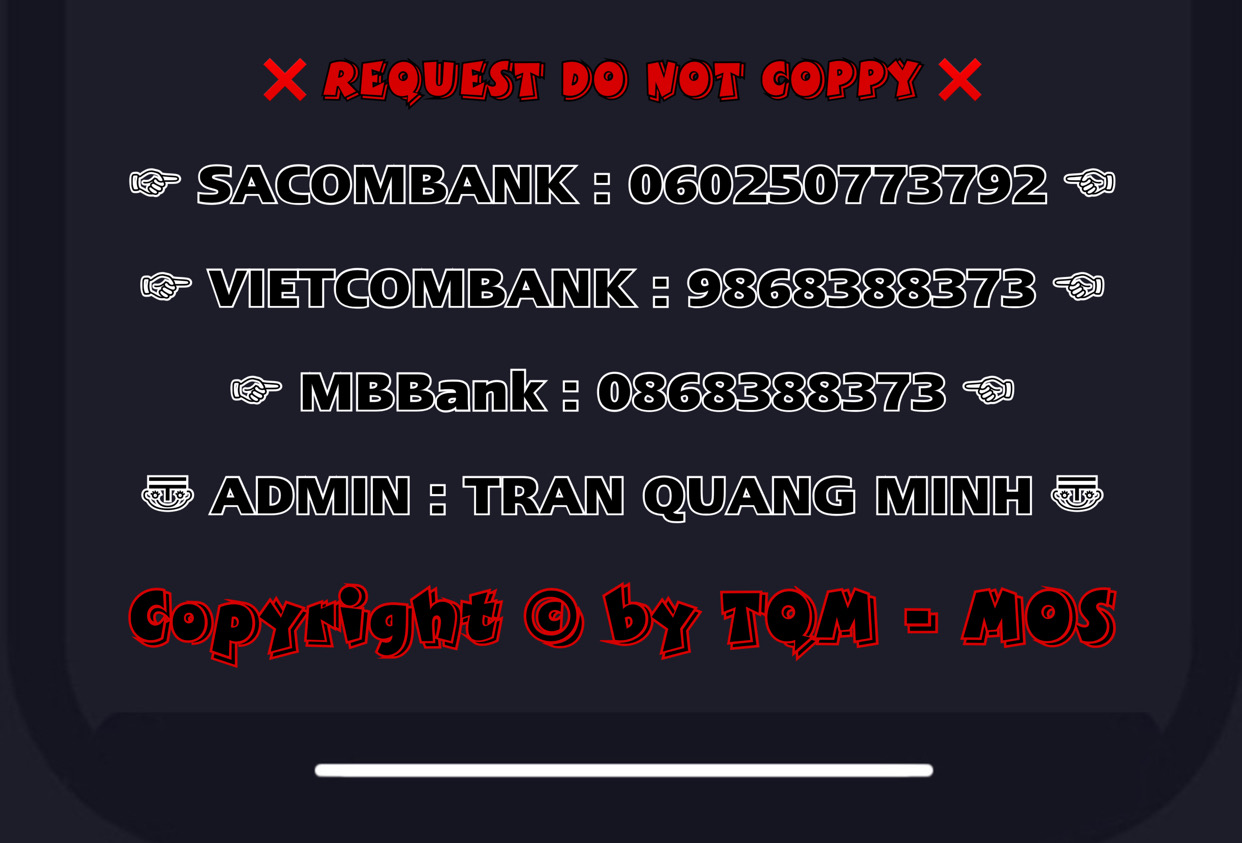 ❌ REQUEST DO NOT COPPY ❌
☞ SACOMBANK : 060250773792 ☜
☞ VIETCOMBANK : 9868388373 ☜
☞ MBBank : 0868388373 ☜
ADMIN : TRAN QUANG MINH
Copyright © by TQM - MOS